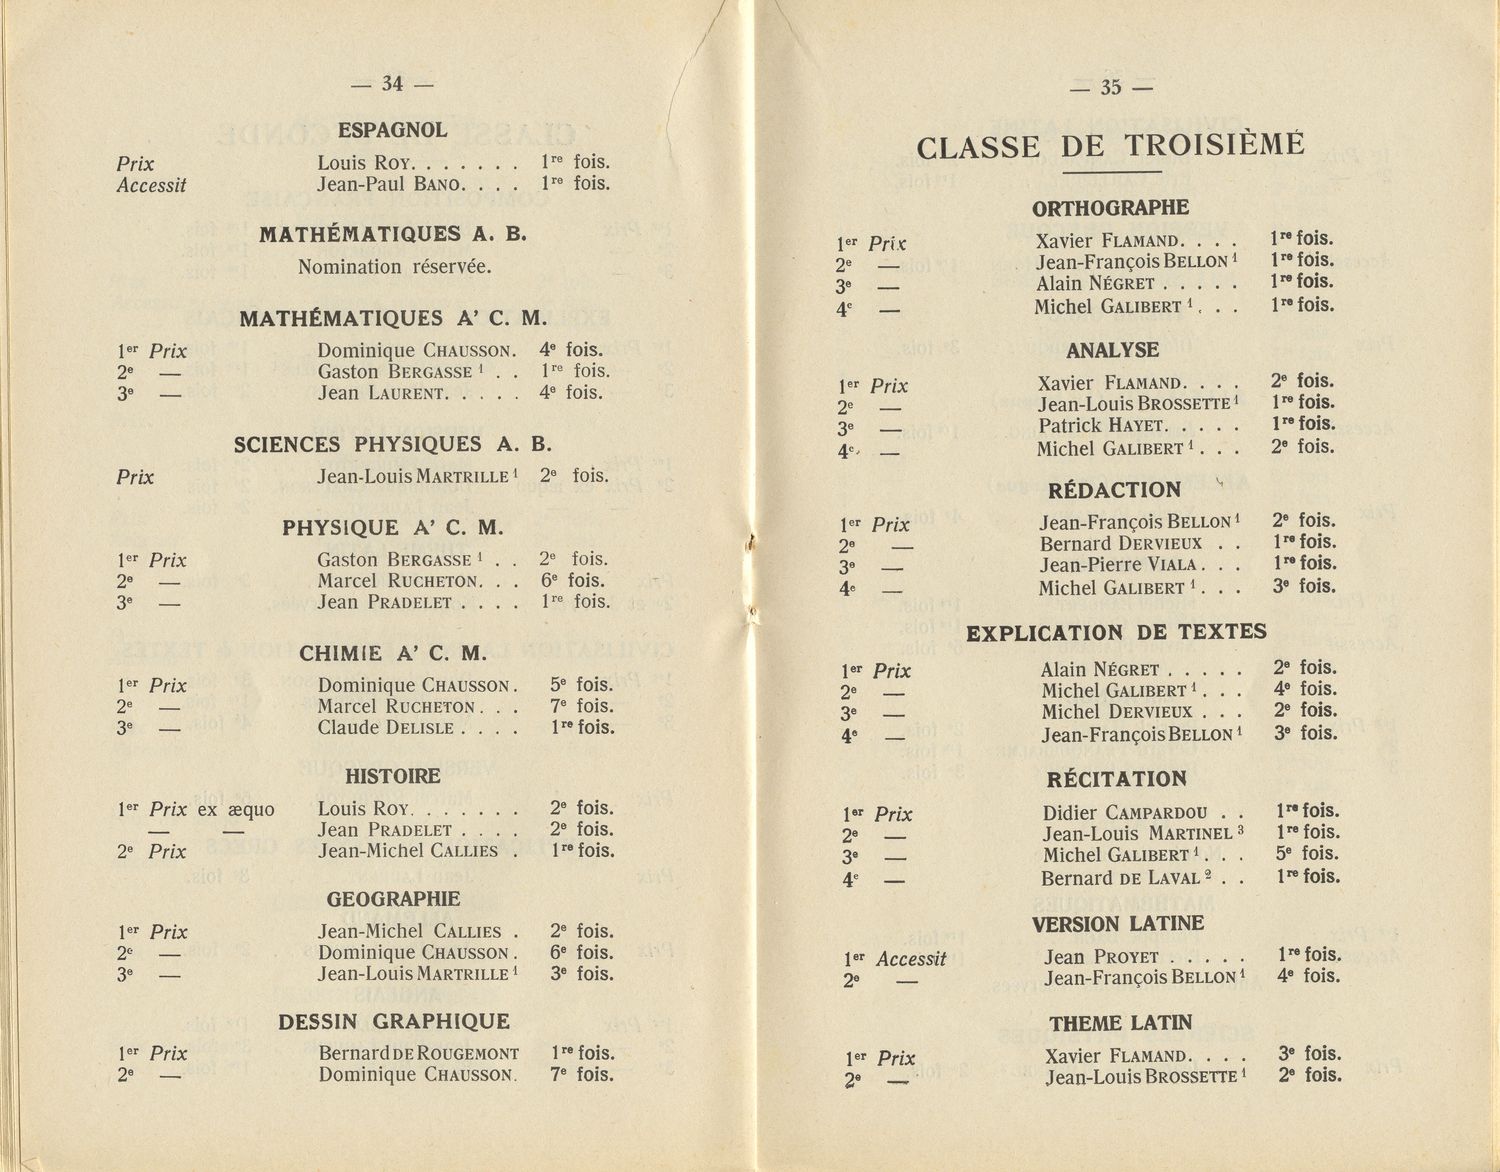 — 34 —
ESPAGNOL
Prix Louis ROY. . . . . . . 1re fois.
Accessit Jean-Paul BANO. . . . 1re fois.
MATHÉMATIQUES A. B.
Nomination réservée.
MATHÉMATIQUES A' C. M.
1er Prix Dominique CHAUSSON. 4e fois.
2e — Gaston BERGASSE 1 . . 1re fois.
3e — Jean LAURENT. . . . . 4e fois.
SCIENCES PHYSIQUES A. B.
Prix Jean-Louis MARTRILLE 1 2e fois.
PHYSIQUE A' C. M.
1er Prix Gaston BERGASSE 1 . . 2e fois.
2e — Marcel RUCHETON. . . 6e fois.
3e — Jean PRADELET . . . . 1re fois.
CHIMIE A' C. M.
1er Prix Dominique CHAUSSON. 5e fois.
2e — Marcel RUCHETON. . . 7e fois.
3e — Claude DELISLE . . . . 1re fois.
HISTOIRE
1er Prix ex æquo Louis ROY. . . . . . . 2e fois.
— — Jean PRADELET . . . . 2e fois.
2e Prix Jean-Michel CALLIES . 1re fois.
GEOGRAPHIE
1er Prix Jean-Michel CALLIES . 2e fois.
2e — Dominique CHAUSSON. 6e fois.
3e — Jean-Louis MARTRILLE 1 3e fois.
DESSIN GRAPHIQUE
1er Prix Bernard DE ROUGEMONT 1re fois.
2e — Dominique CHAUSSON. 7e fois.
— 35 —
CLASSE DE TROISIÈME
ORTHOGRAPHE
1er Prix Xavier FLAMAND. . . . 1re fois.
2e — Jean-François BELLON 1 1re fois.
3e — Alain NÉGRET . . . . . 1re fois.
4e — Michel GALIBERT 1 . . . 1re fois.
ANALYSE
1er Prix Xavier FLAMAND. . . . 2e fois.
2e — Jean-Louis BROSSETTE 1 1re fois.
3e — Patrick HAYET. . . . . 1re fois.
4e — Michel GALIBERT 1 . . . 2e fois.
RÉDACTION
1er Prix Jean-François BELLON 1 2e fois.
2e — Bernard DERVIEUX . . 1re fois.
3e — Jean-Pierre VIALA. . . 1re fois.
4e — Michel GALIBERT 1 . . . 3e fois.
EXPLICATION DE TEXTES
1er Prix Alain NÉGRET . . . . . 2e fois.
2e — Michel GALIBERT 1 . . . 4e fois.
3e — Michel DERVIEUX . . . 2e fois.
4e — Jean-François BELLON 1 3e fois.
RÉCITATION
1er Prix Didier CAMPARDOU . . 1re fois.
2e — Jean-Louis MARTINEL 3 1re fois.
3e — Michel GALIBERT 1 . . . 5e fois.
4e — Bernard DE LAVAL 2 . . 1re fois.
VERSION LATINE
1er Accessit Jean PROYET . . . . . 1re fois.
2e — Jean-François BELLON 1 4e fois.
THEME LATIN
1er Prix Xavier FLAMAND. . . . 3e fois.
2e — Jean-Louis BROSSETTE 1 2e fois.